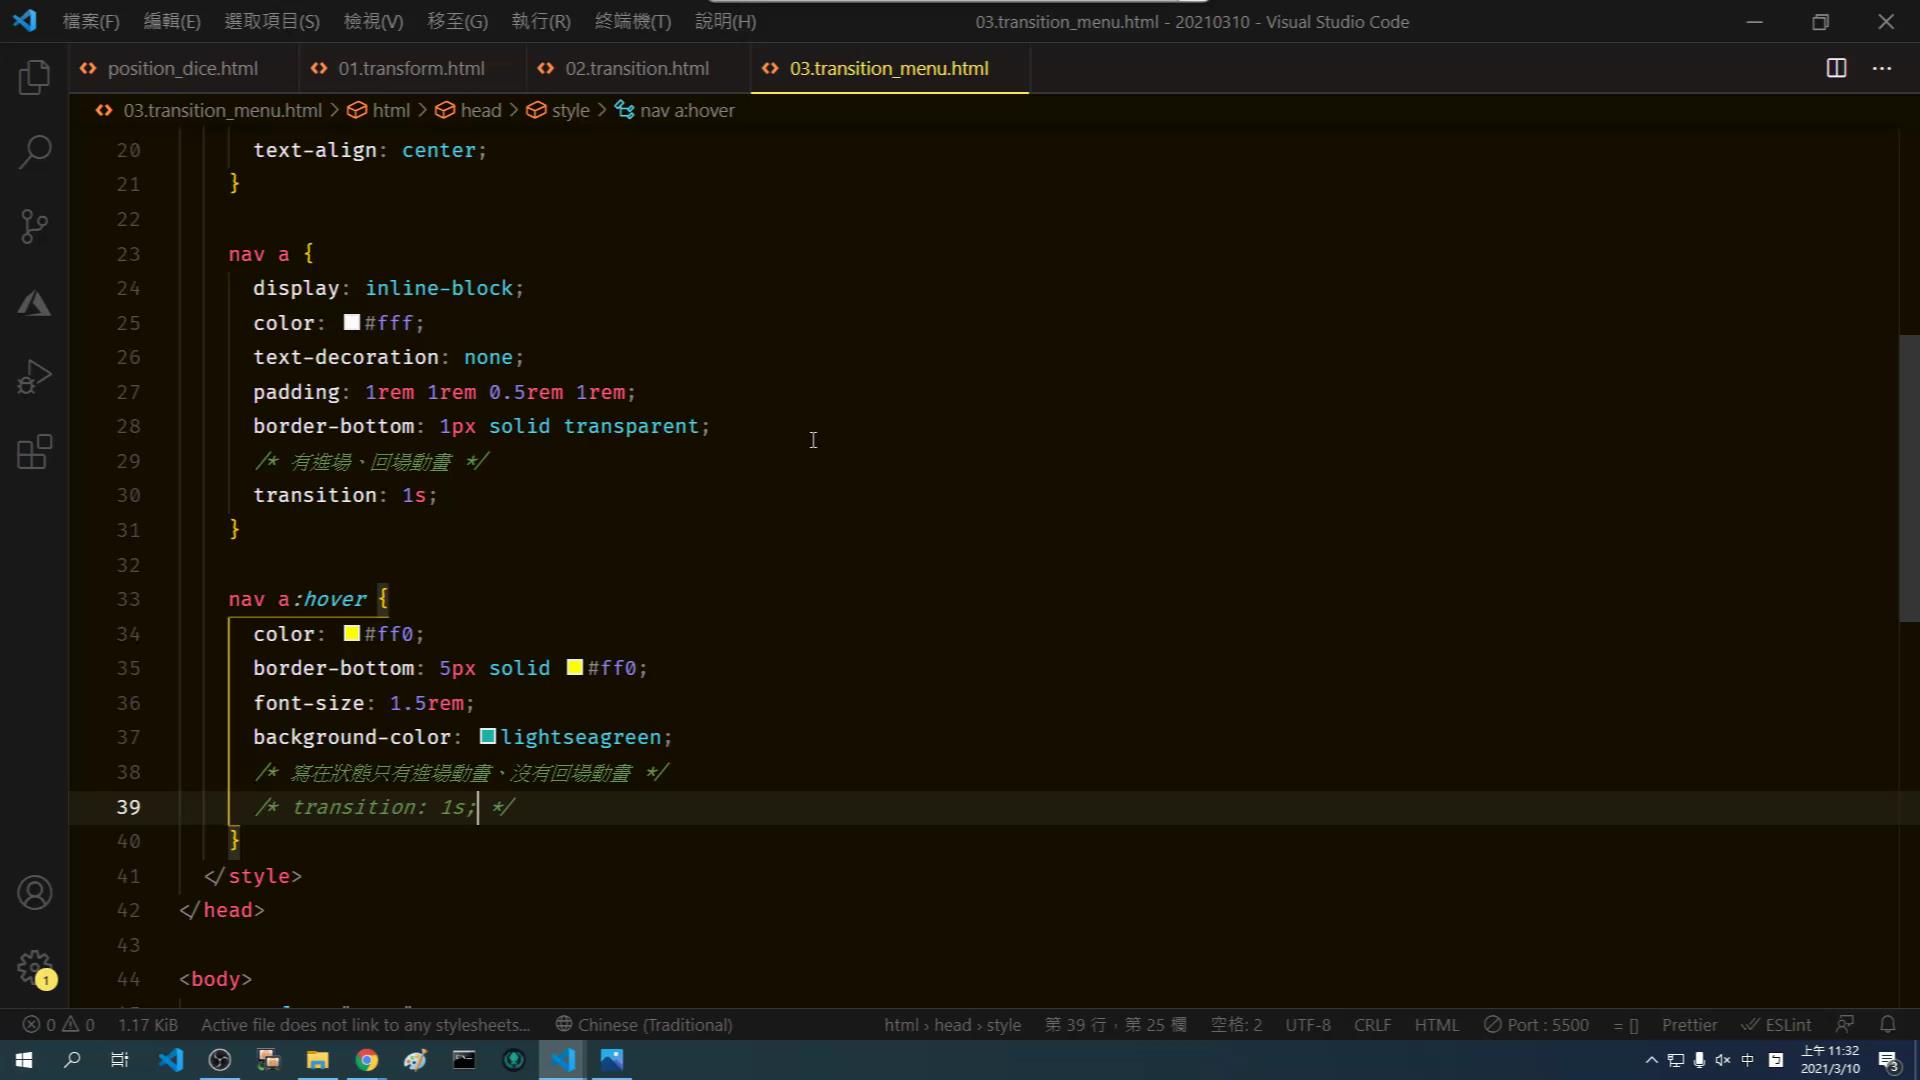 檔案(F) 編輯(E) 選取項目(S) 檢視(V) 移至(G) 執行(R) 終端機(T) 說明(H) 03.transition_menu.html - 20210310 - Visual Studio Code
position_dice.html 01.transform.html 02.transition.html 03.transition_menu.html
03.transition_menu.html > html > head > style > nav a:hover
20 text-align: center;
21 }
22
23 nav a {
24 display: inline-block;
25 color: #fff;
26 text-decoration: none;
27 padding: 1rem 1rem 0.5rem 1rem;
28 border-bottom: 1px solid transparent;
29 /* 有進場、回場動畫 */
30 transition: 1s;
31 }
32
33 nav a:hover {
34 color: #ff0;
35 border-bottom: 5px solid #ff0;
36 font-size: 1.5rem;
37 background-color: lightseagreen;
38 /* 寫在狀態只有進場動畫、沒有回場動畫 */
39 /* transition: 1s; */
40 }
41 </style>
42 </head>
43
44 <body>
1
0 0 1.17 KiB Active file does not link to any stylesheets... Chinese (Traditional) html › head › style 第 39 行，第 25 欄 空格: 2 UTF-8 CRLF HTML Port : 5500 = [] Prettier ESLint
中 上午 11:32
2021/3/10 3